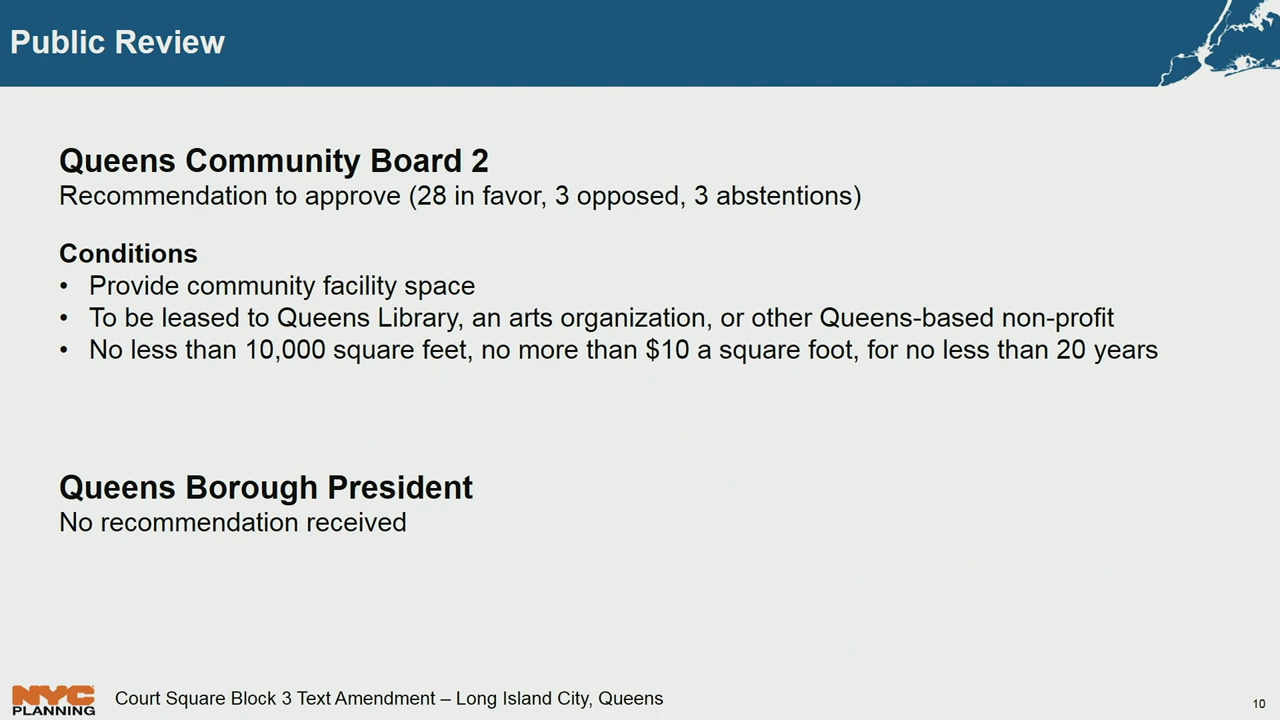 Public Review
Queens Community Board 2
Recommendation to approve (28 in favor, 3 opposed, 3 abstentions)
Conditions
• Provide community facility space
• To be leased to Queens Library, an arts organization, or other Queens-based non-profit
• No less than 10,000 square feet, no more than $10 a square foot, for no less than 20 years
Queens Borough President
No recommendation received
NYC
PLANNING
Court Square Block 3 Text Amendment – Long Island City, Queens
10